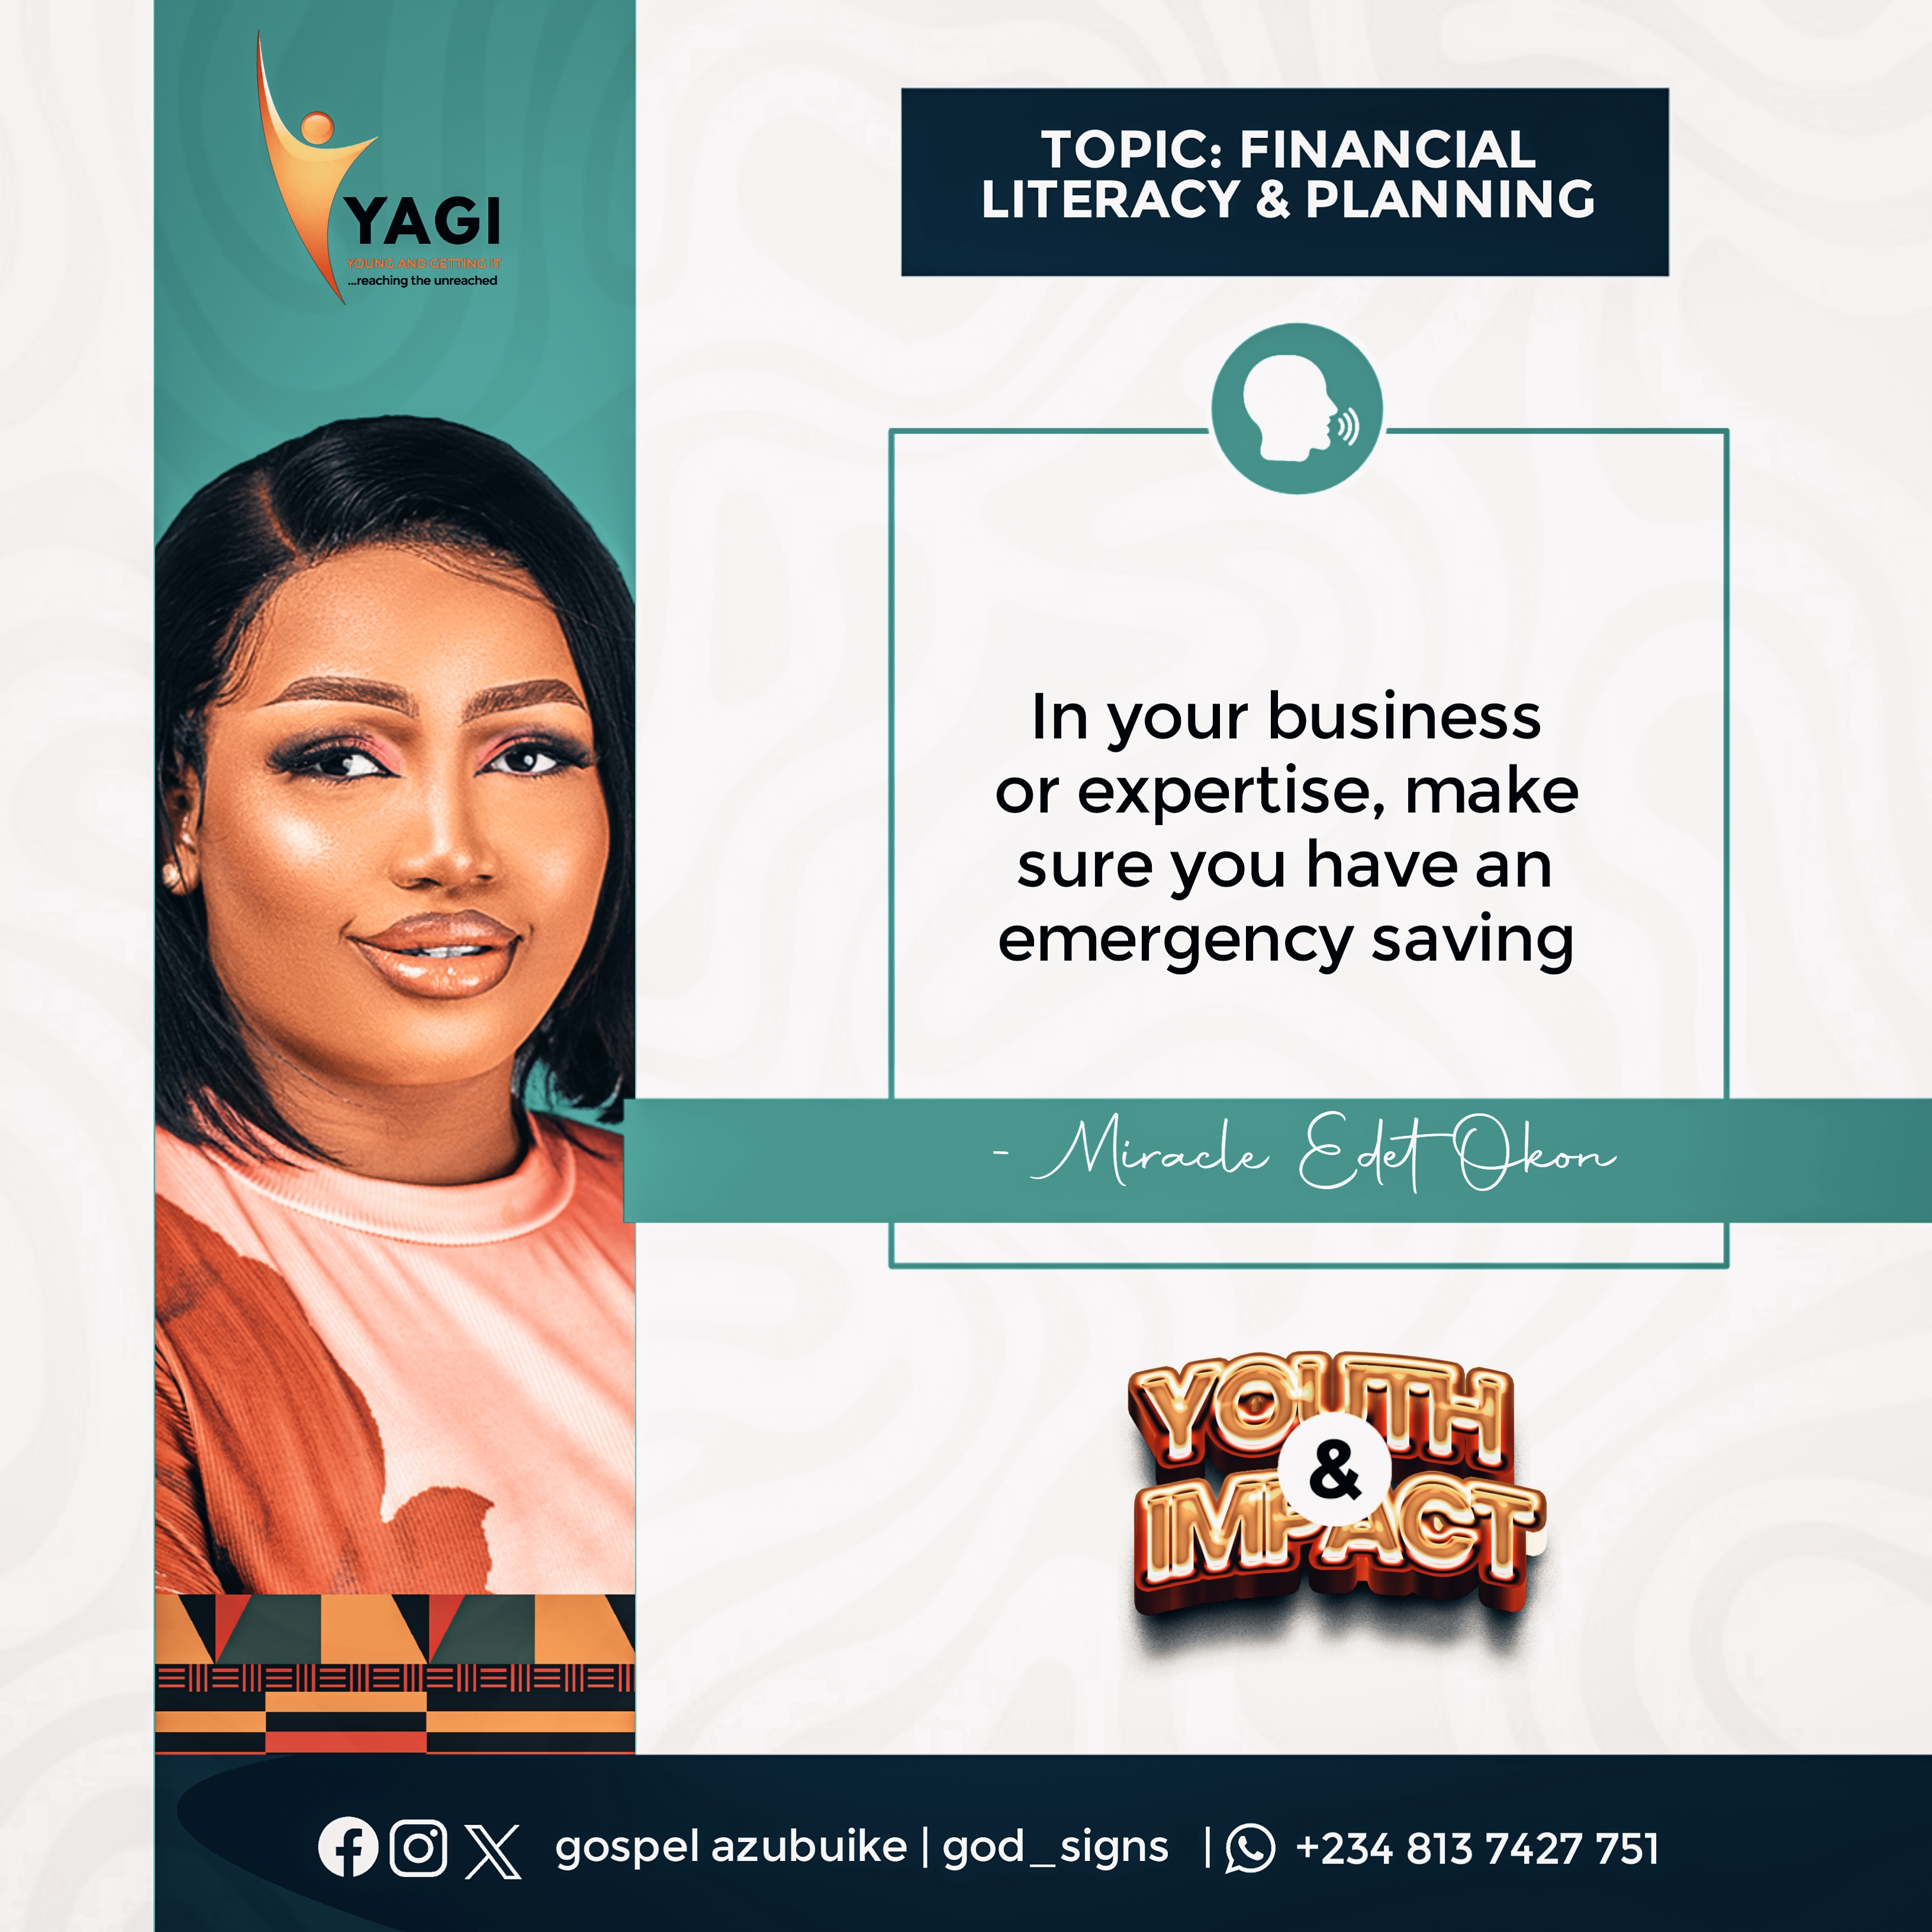 YAGI
YOUNG AND GETTING IT
...reaching the unreached
TOPIC: FINANCIAL
LITERACY & PLANNING
In your business
or expertise, make
sure you have an
emergency saving
- Miracle Edet Okon
YOUTH
&
IMPACT
gospel azubuike | god_signs | +234 813 7427 751